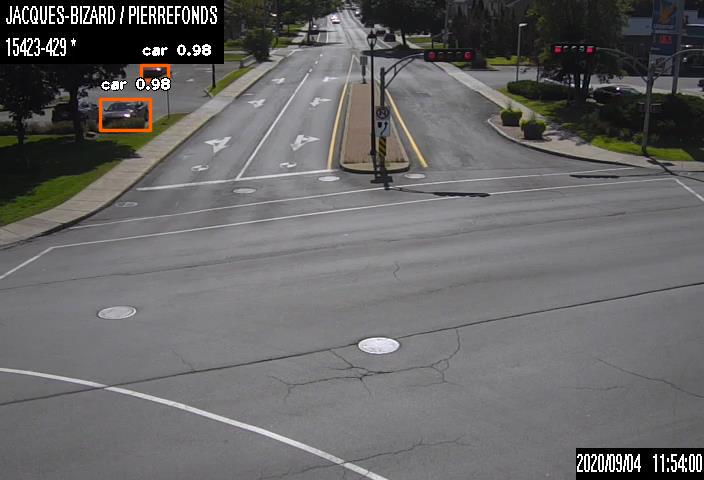 JACQUES-BIZARD / PIERREFONDS
15423-429 *
car 0.98
car 0.98
2020/09/04 11:54:00